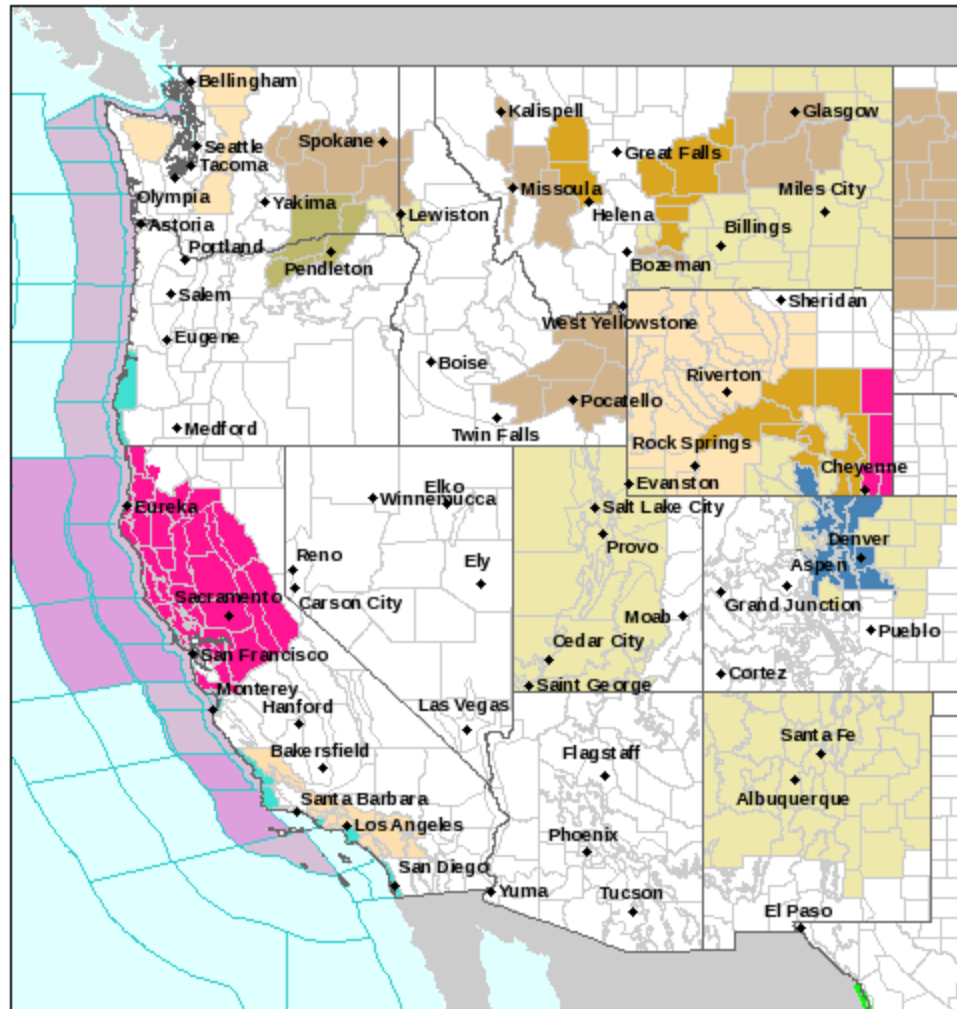 Bellingham
Kalispell
Glasgow
Spokane
Seattle
Great Falls
Tacoma
Olympia
Yakima
Missoula
Miles City
Astoria
Lewiston
Helena
Billings
Portland
Pendleton
Bozeman
Salem
Sheridan
West Yellowstone
Eugene
Boise
Riverton
Pocatello
Medford
Twin Falls
Rock Springs
Cheyenne
Evanston
Eureka
Elko
Winnemucca
Salt Lake City
Provo
Denver
Reno
Ely
Aspen
Sacramento
Carson City
Grand Junction
Moab
Pueblo
San Francisco
Cedar City
Cortez
Saint George
Monterey
Hanford
Las Vegas
Bakersfield
Flagstaff
Santa Fe
Albuquerque
Santa Barbara
Los Angeles
Phoenix
San Diego
Yuma
Tucson
El Paso